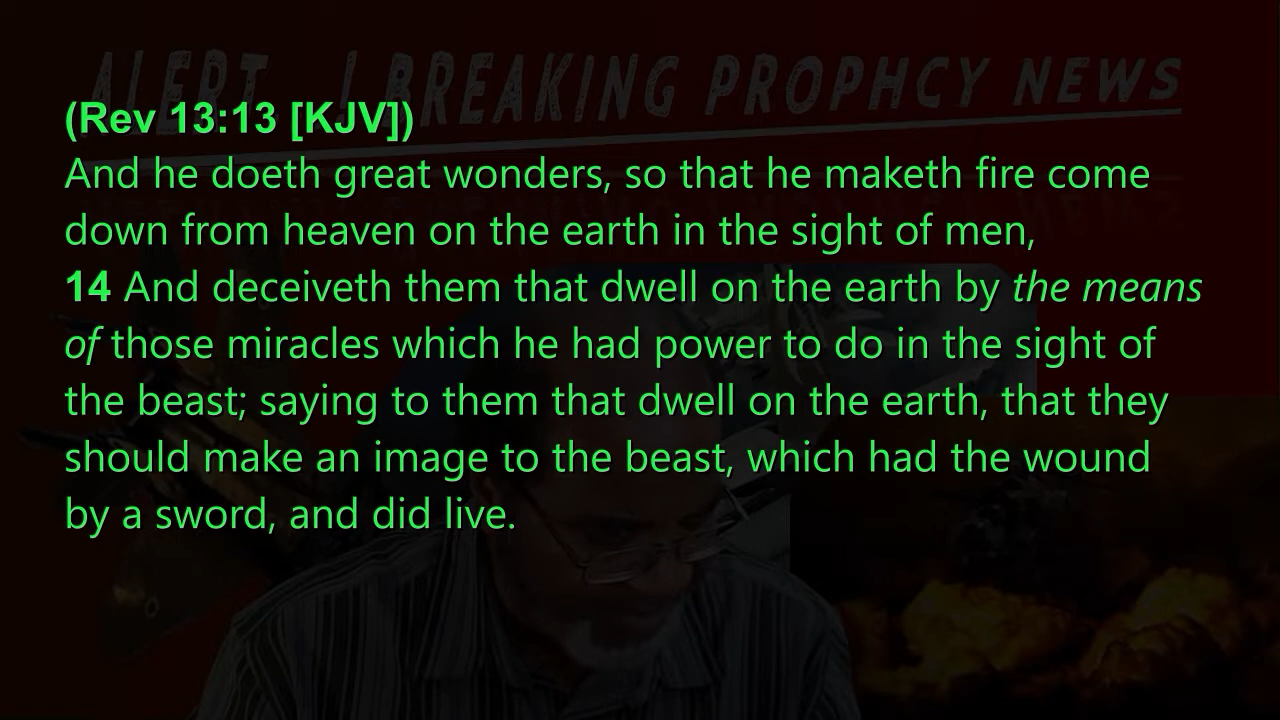 ALERT ! BREAKING PROPHCY NEWS
(Rev 13:13 [KJV])
And he doeth great wonders, so that he maketh fire come
down from heaven on the earth in the sight of men,
14 And deceiveth them that dwell on the earth by the means
of those miracles which he had power to do in the sight of
the beast; saying to them that dwell on the earth, that they
should make an image to the beast, which had the wound
by a sword, and did live.